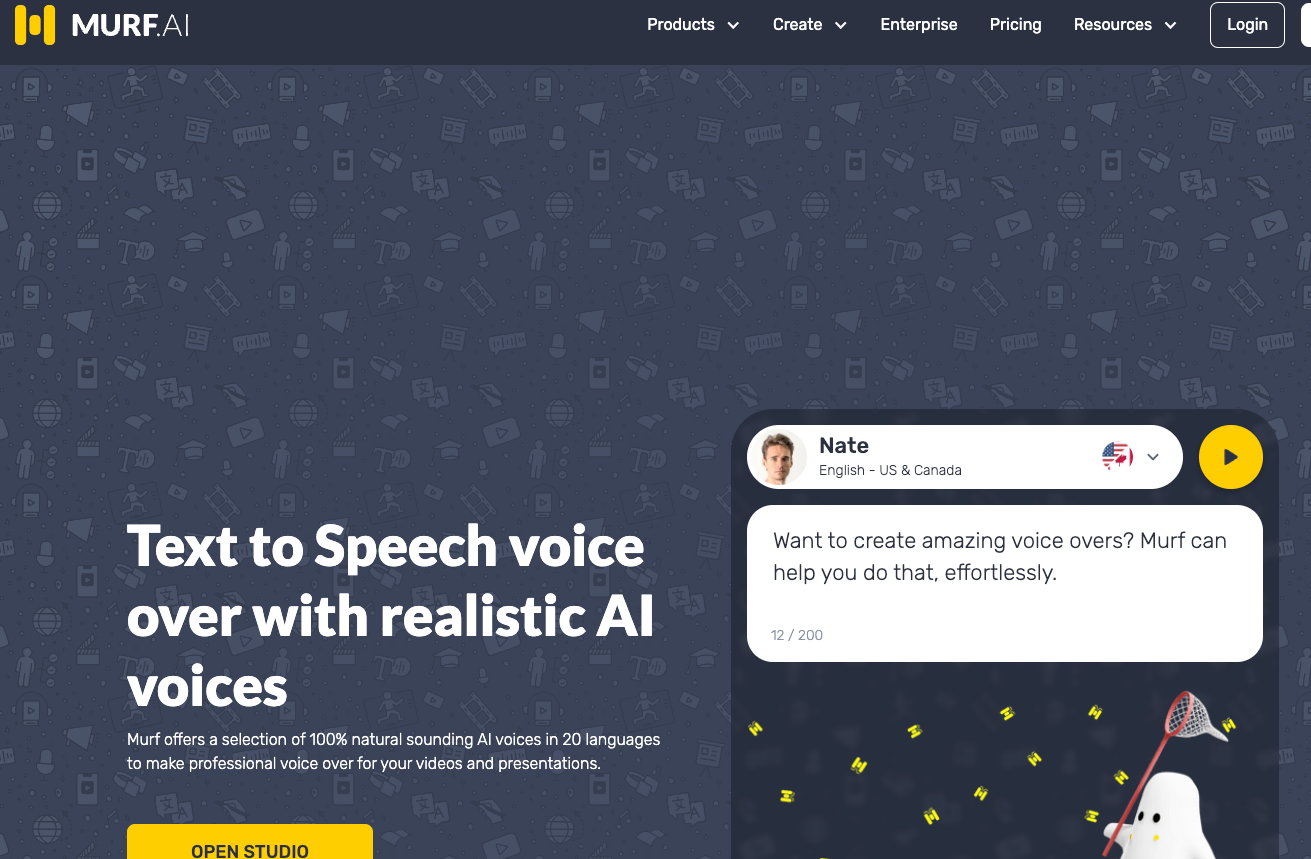 MURF.AI
Products
Create
Enterprise
Pricing
Resources
Login
Nate
English - US & Canada
Want to create amazing voice overs? Murf can
help you do that, effortlessly.
12 / 200
Text to Speech voice
over with realistic AI
voices
Murf offers a selection of 100% natural sounding AI voices in 20 languages
to make professional voice over for your videos and presentations.
OPEN STUDIO